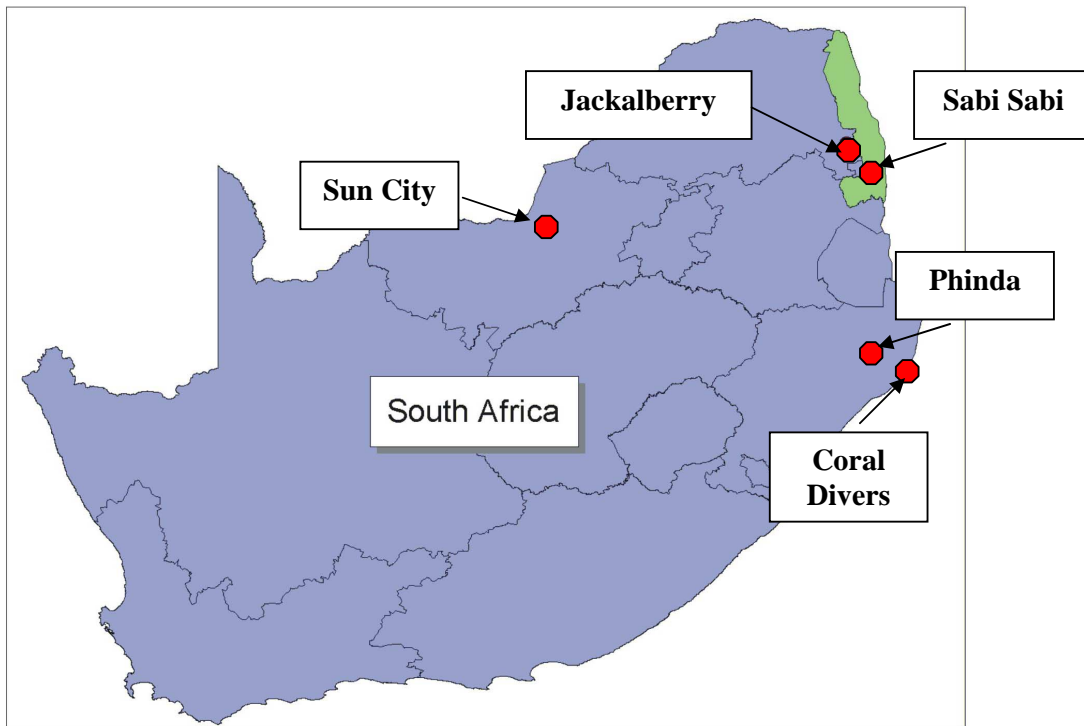 Jackalberry
Sabi Sabi
Sun City
Phinda
South Africa
Coral
Divers